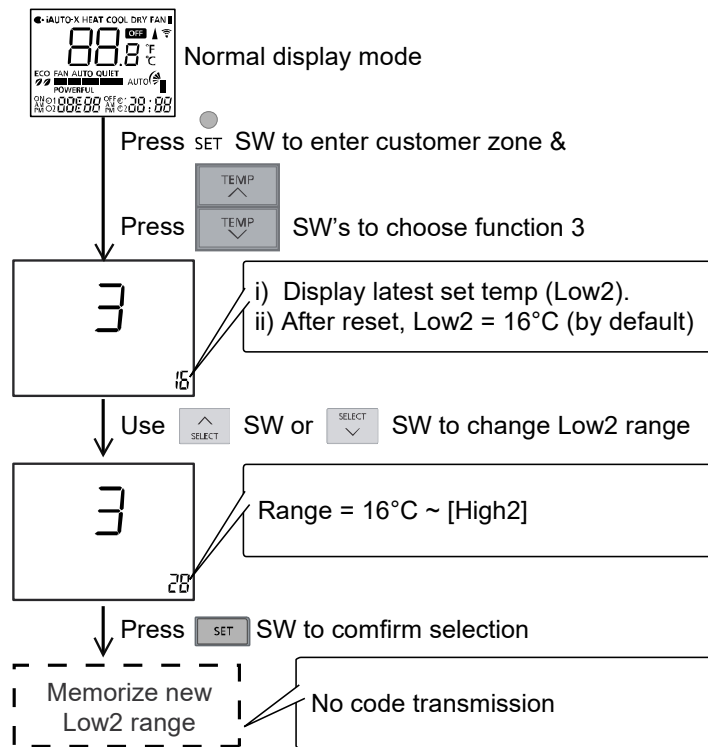 iAUTO-X HEAT COOL DRY FAN
88.8 OFF °F
°C
ECO FAN AUTO QUIET AUTO
POWERFUL
Normal display mode
Press SET SW to enter customer zone &
TEMP
Press TEMP SW's to choose function 3
3
16
i) Display latest set temp (Low2).
ii) After reset, Low2 = 16°C (by default)
Use SELECT SW or SELECT SW to change Low2 range
3
28
Range = 16°C ~ [High2]
Press SET SW to comfirm selection
Memorize new
Low2 range
No code transmission